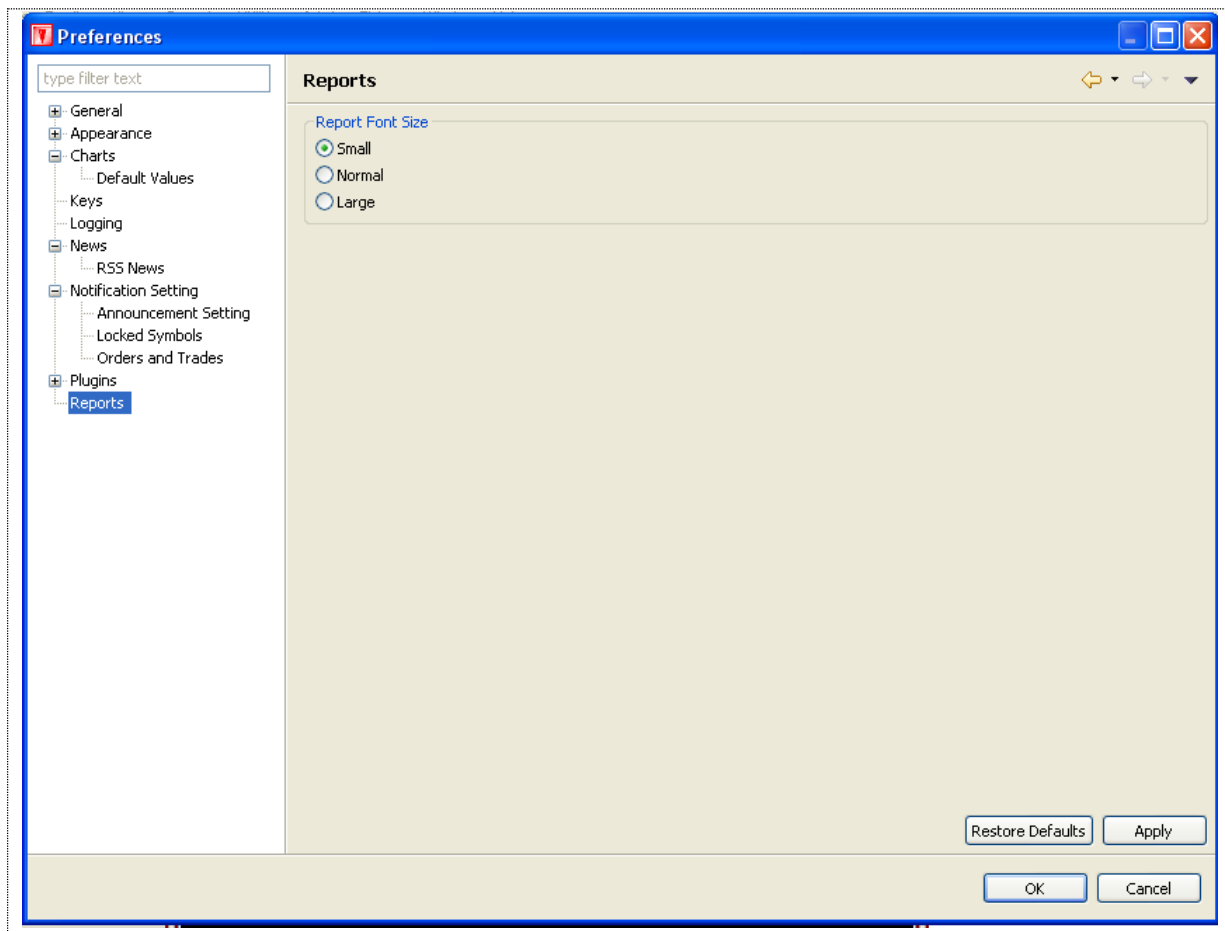 Preferences
type filter text
Reports
General
Appearance
Charts
Default Values
Keys
Logging
News
RSS News
Notification Setting
Announcement Setting
Locked Symbols
Orders and Trades
Plugins
Reports
Report Font Size
Small
Normal
Large
Restore Defaults
Apply
OK
Cancel